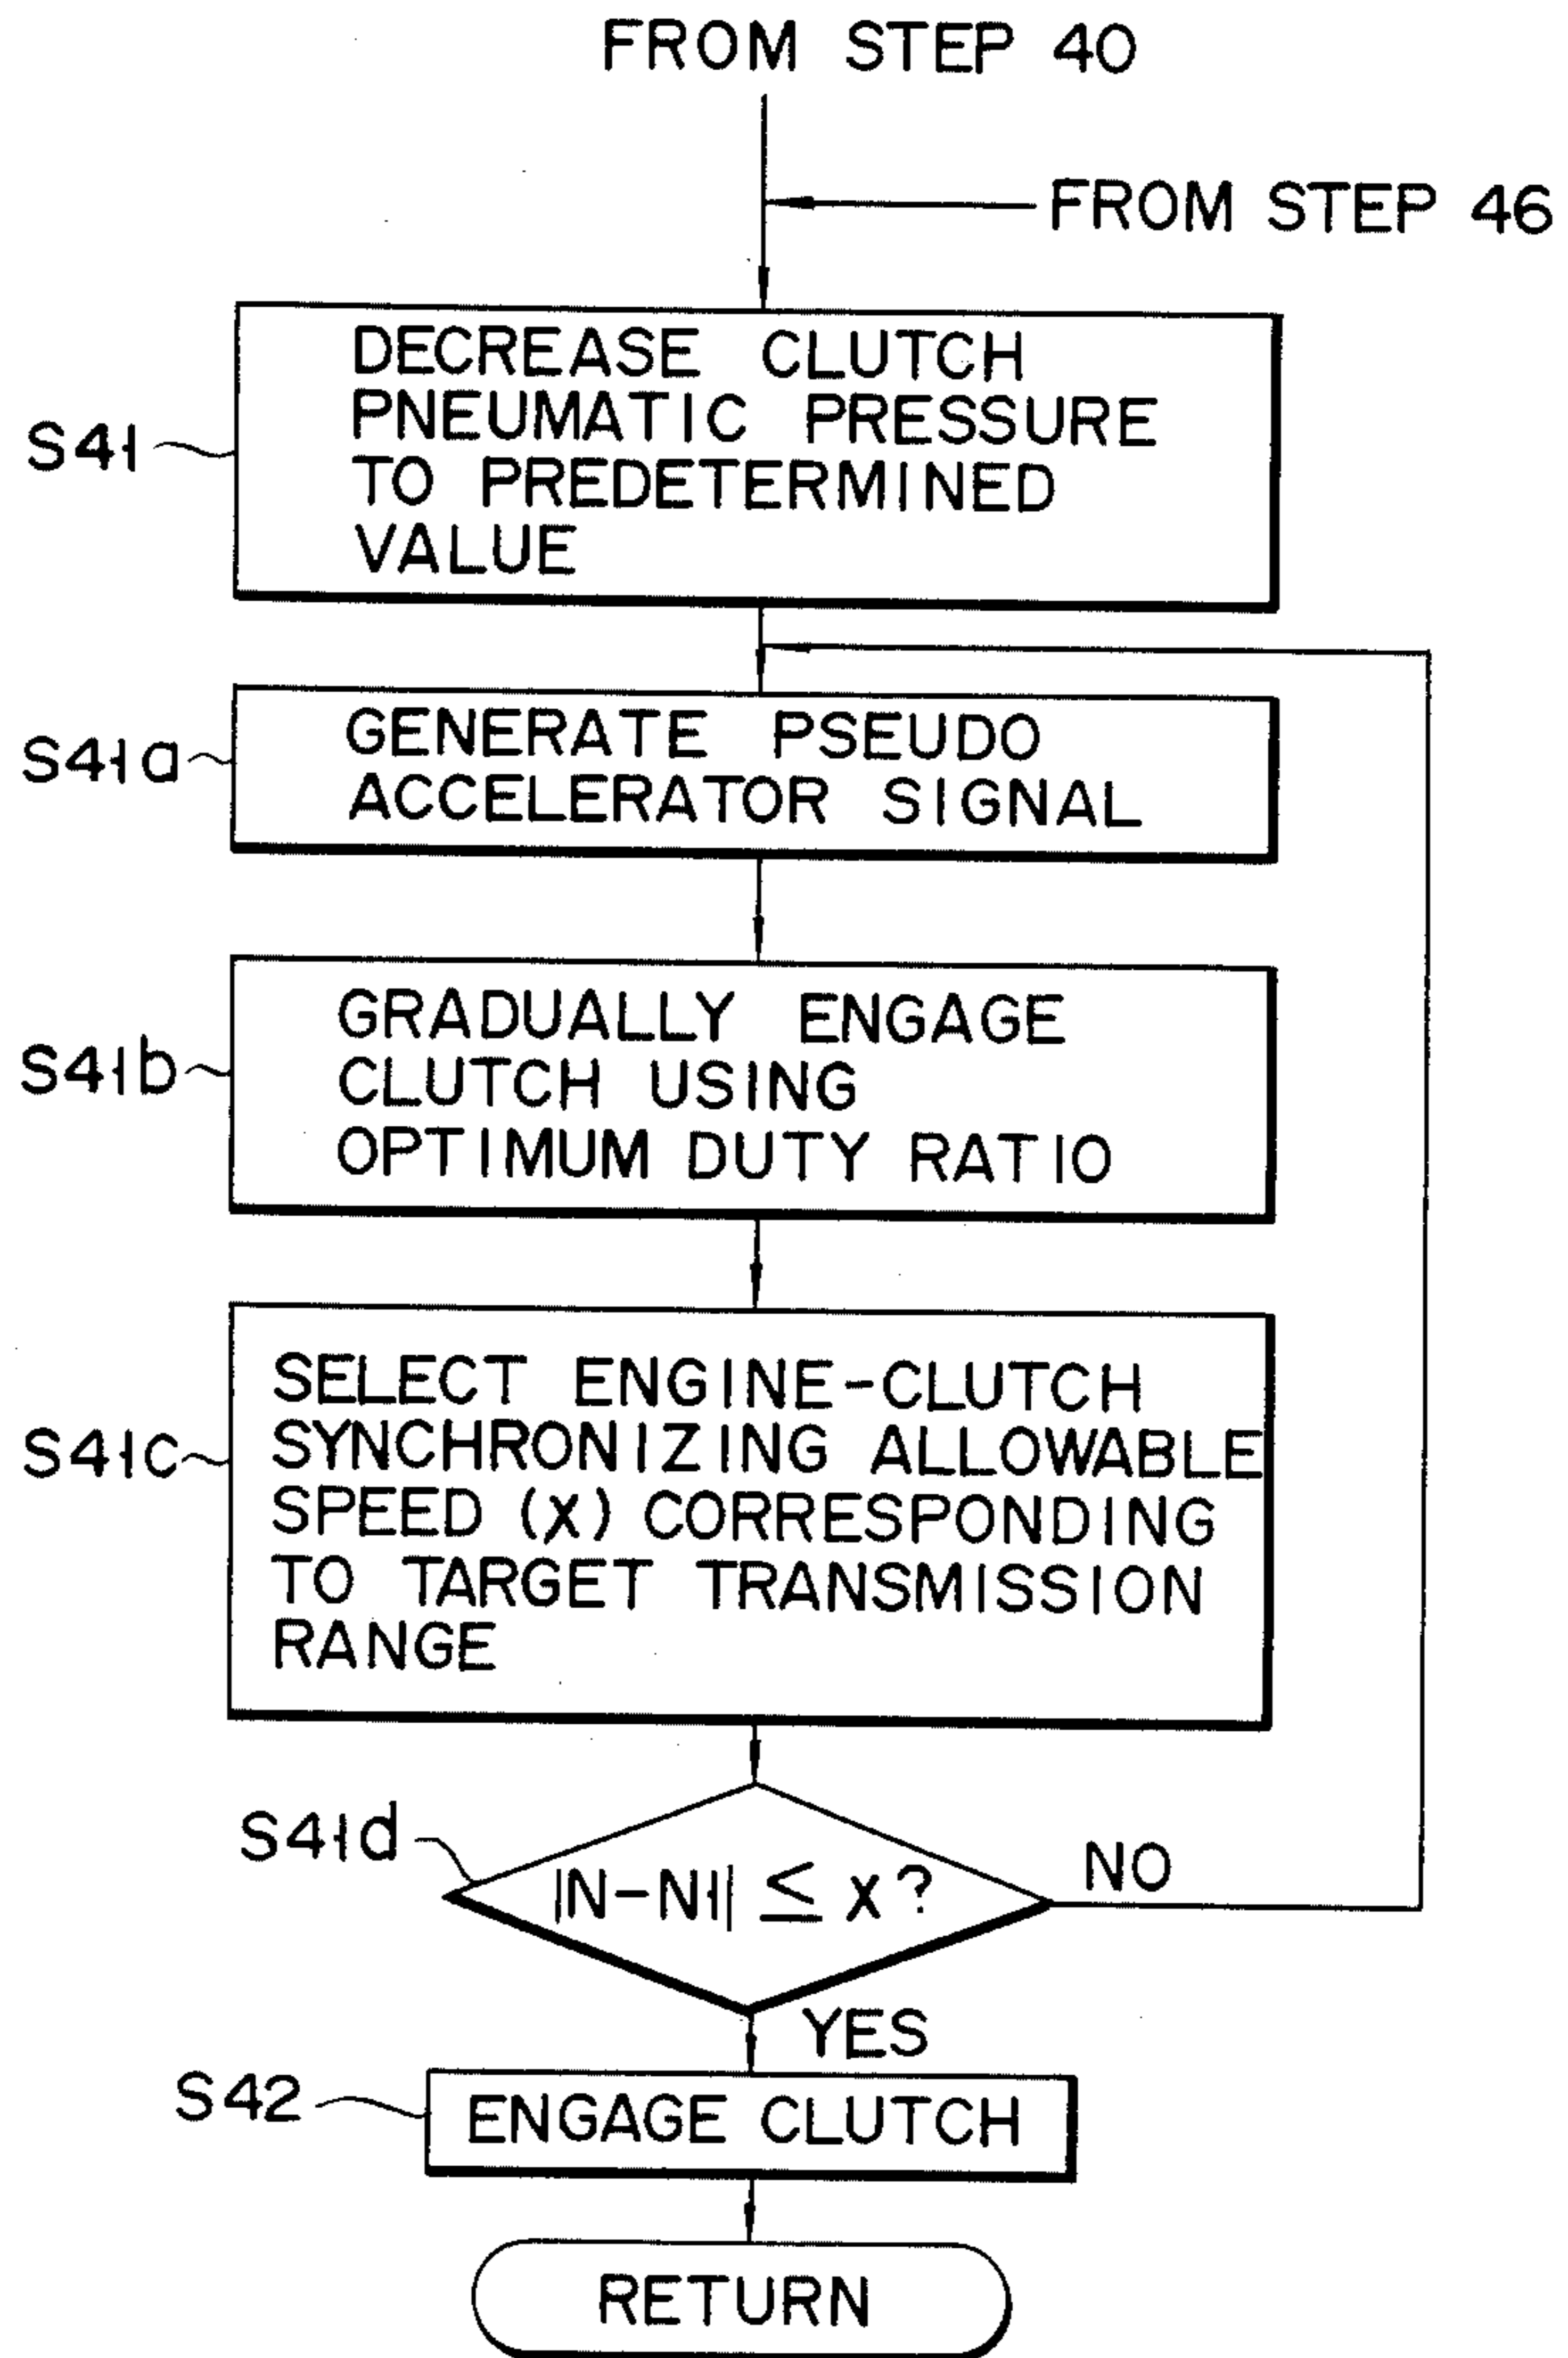 FROM STEP 40
FROM STEP 46
S41
DECREASE CLUTCH
PNEUMATIC PRESSURE
TO PREDETERMINED
VALUE
S41a
GENERATE PSEUDO
ACCELERATOR SIGNAL
S41b
GRADUALLY ENGAGE
CLUTCH USING
OPTIMUM DUTY RATIO
S41c
SELECT ENGINE-CLUTCH
SYNCHRONIZING ALLOWABLE
SPEED (X) CORRESPONDING
TO TARGET TRANSMISSION
RANGE
S41d
|N-N1| ≤ X?
NO
YES
S42
ENGAGE CLUTCH
RETURN